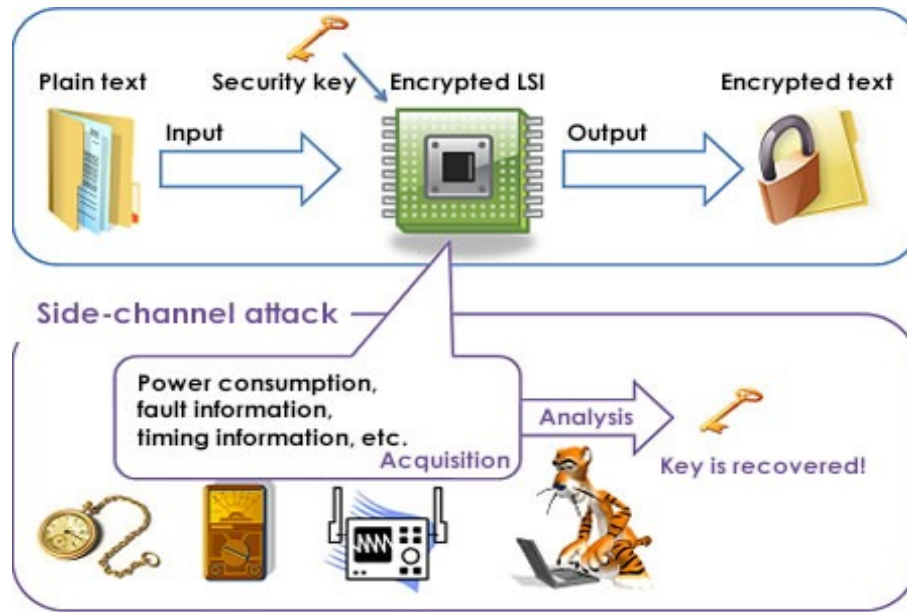 Plain text
Security key
Encrypted LSI
Encrypted text
Input
Output
Side-channel attack
Power consumption,
fault information,
timing information, etc.
Acquisition
Analysis
Key is recovered!